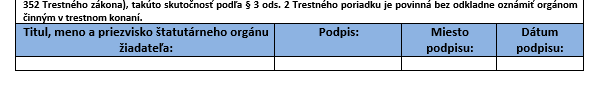 352 Trestného zákona), takúto skutočnosť podľa § 3 ods. 2 Trestného poriadku je povinná bez odkladne oznámiť orgánom
činným v trestnom konaní.
Titul, meno a priezvisko štatutárneho orgánu žiadateľa:
Podpis:
Miesto podpisu:
Dátum podpisu: